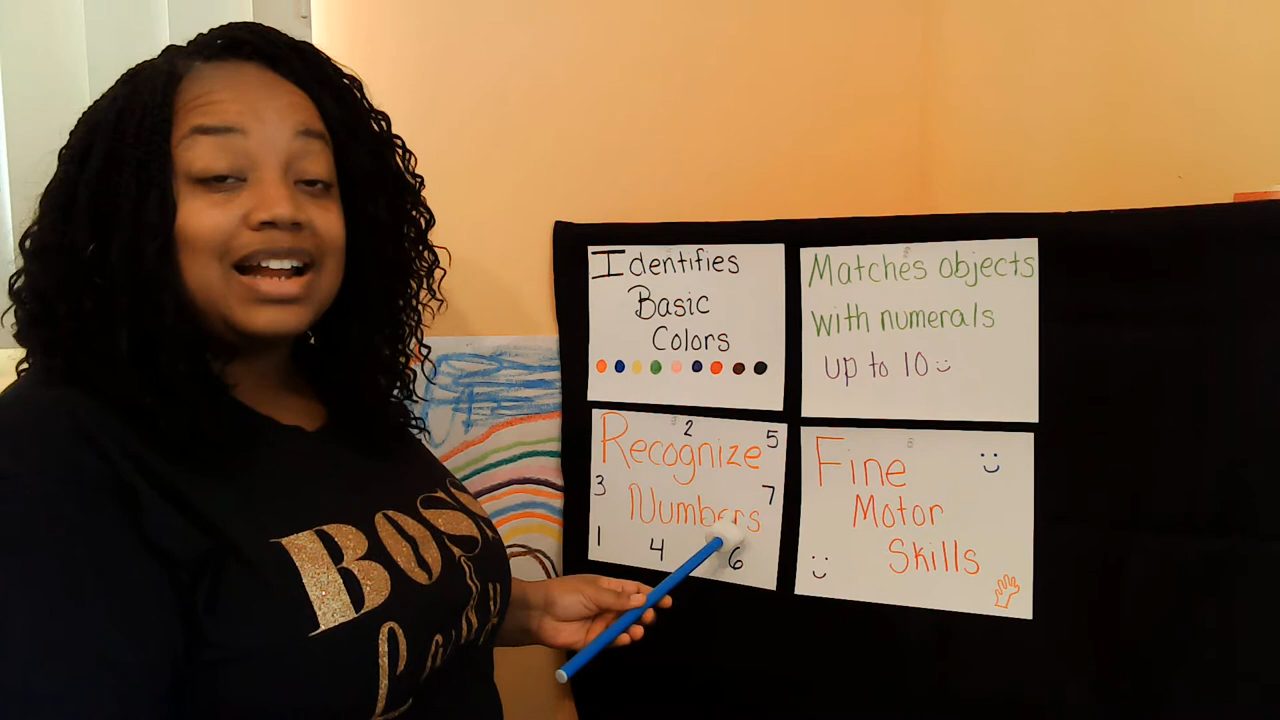 Identifies
Basic
Colors
Matches objects
with numerals
up to 10
2
5
Recognize
3
7
Numbers
1
4
6
Fine
Motor
Skills
BOSS
Lady